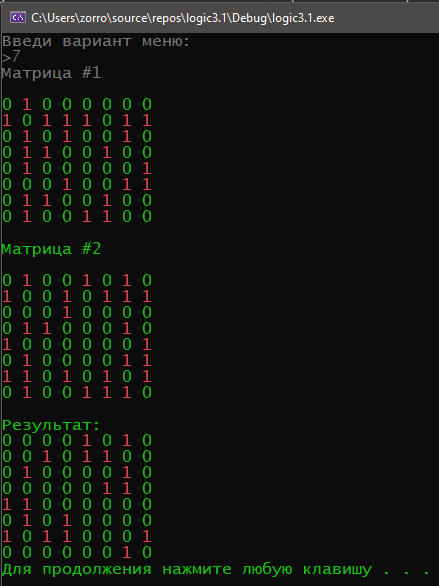 C:\Users\zorro\source\repos\logic3.1\Debug\logic3.1.exe
Введи вариант меню:
>7
Матрица #1
0 1 0 0 0 0 0 0
1 0 1 1 1 0 1 1
0 1 0 1 0 0 1 0
0 1 1 0 0 1 0 0
0 1 0 0 0 0 0 1
0 0 0 1 0 0 1 1
0 1 1 0 0 1 0 0
0 1 0 0 1 1 0 0
Матрица #2
0 1 0 0 1 0 1 0
1 0 0 1 0 1 1 1
0 0 0 1 0 0 0 0
0 1 1 0 0 0 1 0
1 0 0 0 0 0 0 1
0 1 0 0 0 0 1 1
1 1 0 1 0 1 0 1
0 1 0 0 1 1 1 0
Результат:
0 0 0 0 1 0 1 0
0 0 1 0 1 1 0 0
0 1 0 0 0 0 1 0
0 0 0 0 0 1 1 0
1 1 0 0 0 0 0 0
0 1 0 1 0 0 0 0
1 0 1 1 0 0 0 1
0 0 0 0 0 0 1 0
Для продолжения нажмите любую клавишу . . .